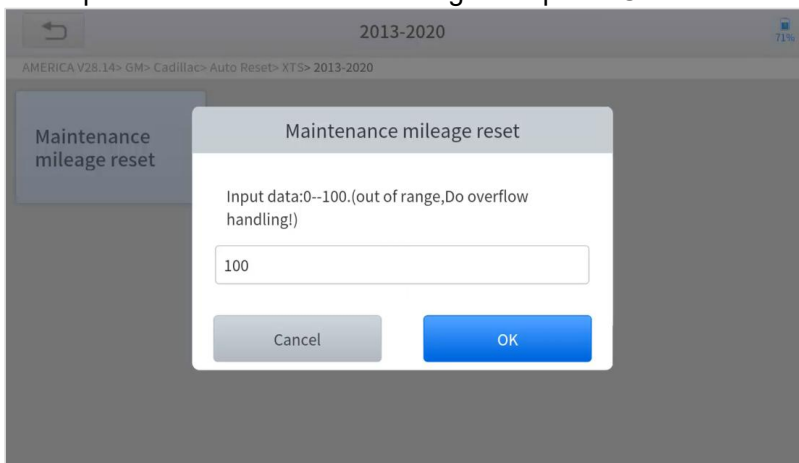 2013-2020
71%
AMERICA V28.14> GM> Cadillac> Auto Reset> XTS> 2013-2020
Maintenance
mileage reset
Maintenance mileage reset
Input data:0--100.(out of range,Do overflow
handling!)
100
Cancel
OK